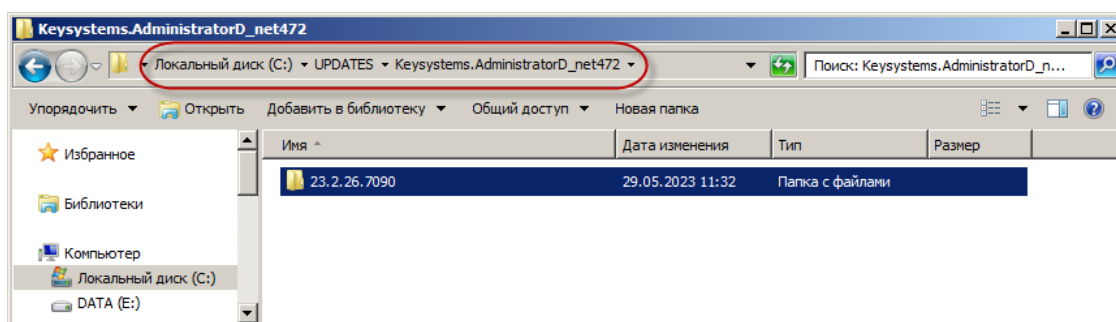 Keysystems.AdministratorD_net472
Локальный диск (C:) UPDATES Keysystems.AdministratorD_net472
Поиск: Keysystems.AdministratorD_n...
Упорядочить Открыть Добавить в библиотеку Общий доступ Новая папка
Избранное
Библиотеки
Компьютер
Локальный диск (C:)
DATA (E:)
Имя Дата изменения Тип Размер
23.2.26.7090 29.05.2023 11:32 Папка с файлами